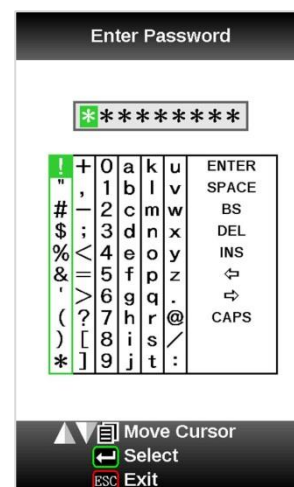 Enter Password
*********
! + 0 a k u ENTER
" , 1 b l v SPACE
# - 2 c m w BS
$ ; 3 d n x DEL
% < 4 e o y INS
& = 5 f p z ⇦
' > 6 g q . ⇨
( ? 7 h r @ CAPS
) [ 8 i s /
* ] 9 j t :
Move Cursor
Select
ESC Exit